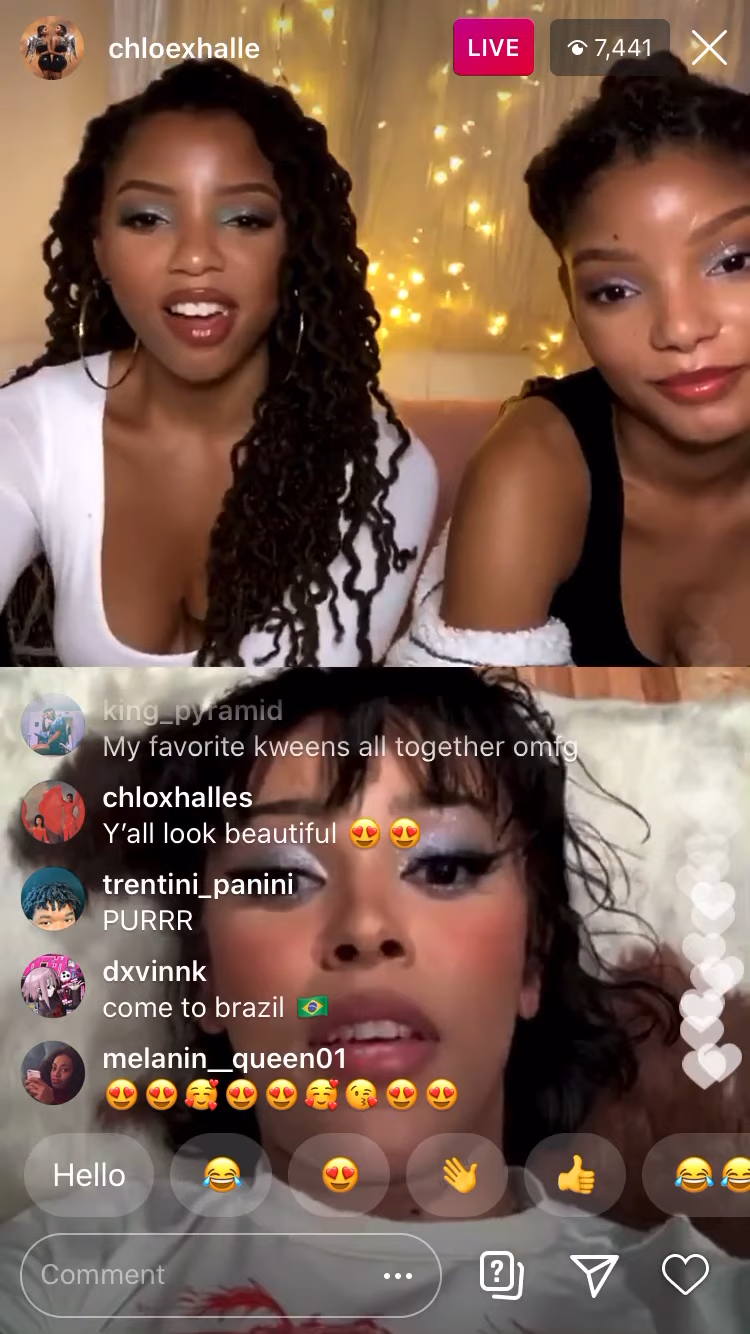 chloexhalle LIVE 7,441
king_pyramid
My favorite kweens all together omfg
chloxhalles
Y’all look beautiful 😍 😍
trentini_panini
PURRR
dxvinnk
come to brazil 🇧🇷
melanin__queen01
😍😍🥰😍😍🥰😘😍😍
Hello 😂 😍 👋 👍 😂😂
Comment